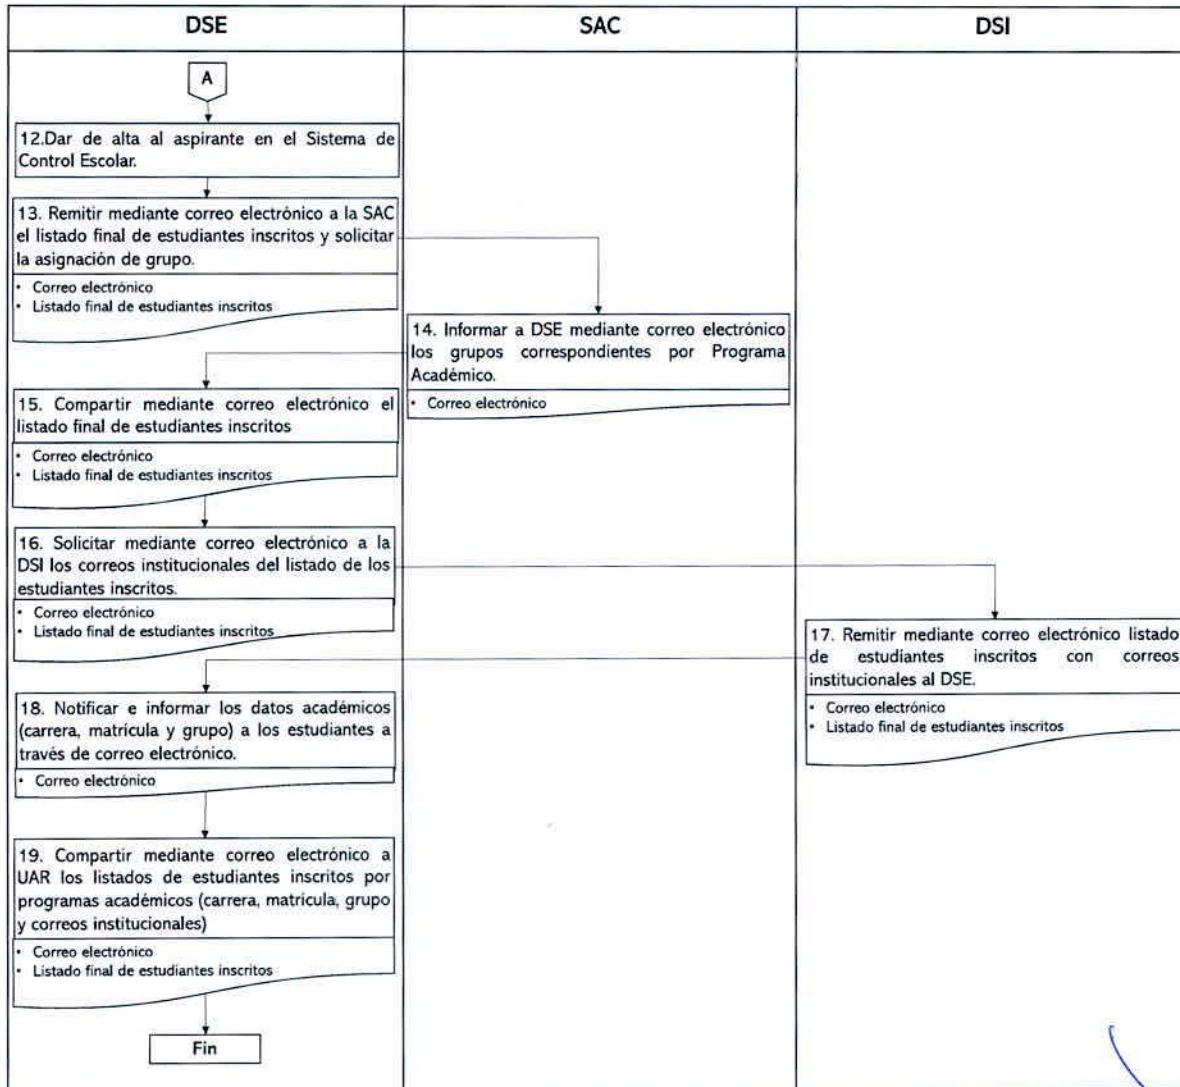 DSE
SAC
DSI
A
12.Dar de alta al aspirante en el Sistema de
Control Escolar.
13. Remitir mediante correo electrónico a la SAC
el listado final de estudiantes inscritos y solicitar
la asignación de grupo.
• Correo electrónico
• Listado final de estudiantes inscritos
14. Informar a DSE mediante correo electrónico
los grupos correspondientes por Programa
Académico.
• Correo electrónico
15. Compartir mediante correo electrónico el
listado final de estudiantes inscritos
• Correo electrónico
• Listado final de estudiantes inscritos
16. Solicitar mediante correo electrónico a la
DSI los correos institucionales del listado de los
estudiantes inscritos.
• Correo electrónico
• Listado final de estudiantes inscritos
17. Remitir mediante correo electrónico listado
de estudiantes inscritos con correos
institucionales al DSE.
• Correo electrónico
• Listado final de estudiantes inscritos
18. Notificar e informar los datos académicos
(carrera, matrícula y grupo) a los estudiantes a
través de correo electrónico.
• Correo electrónico
19. Compartir mediante correo electrónico a
UAR los listados de estudiantes inscritos por
programas académicos (carrera, matrícula, grupo
y correos institucionales)
• Correo electrónico
• Listado final de estudiantes inscritos
Fin